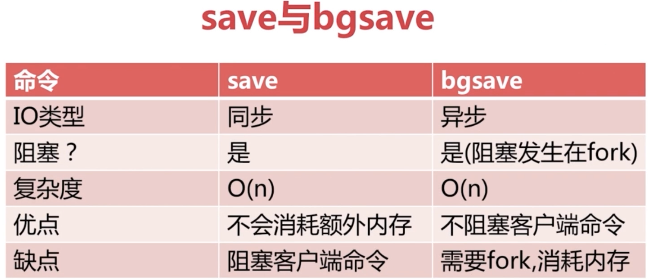 save与bgsave
命令 save bgsave
IO类型 同步 异步
阻塞？ 是 是(阻塞发生在fork)
复杂度 O(n) O(n)
优点 不会消耗额外内存 不阻塞客户端命令
缺点 阻塞客户端命令 需要fork,消耗内存